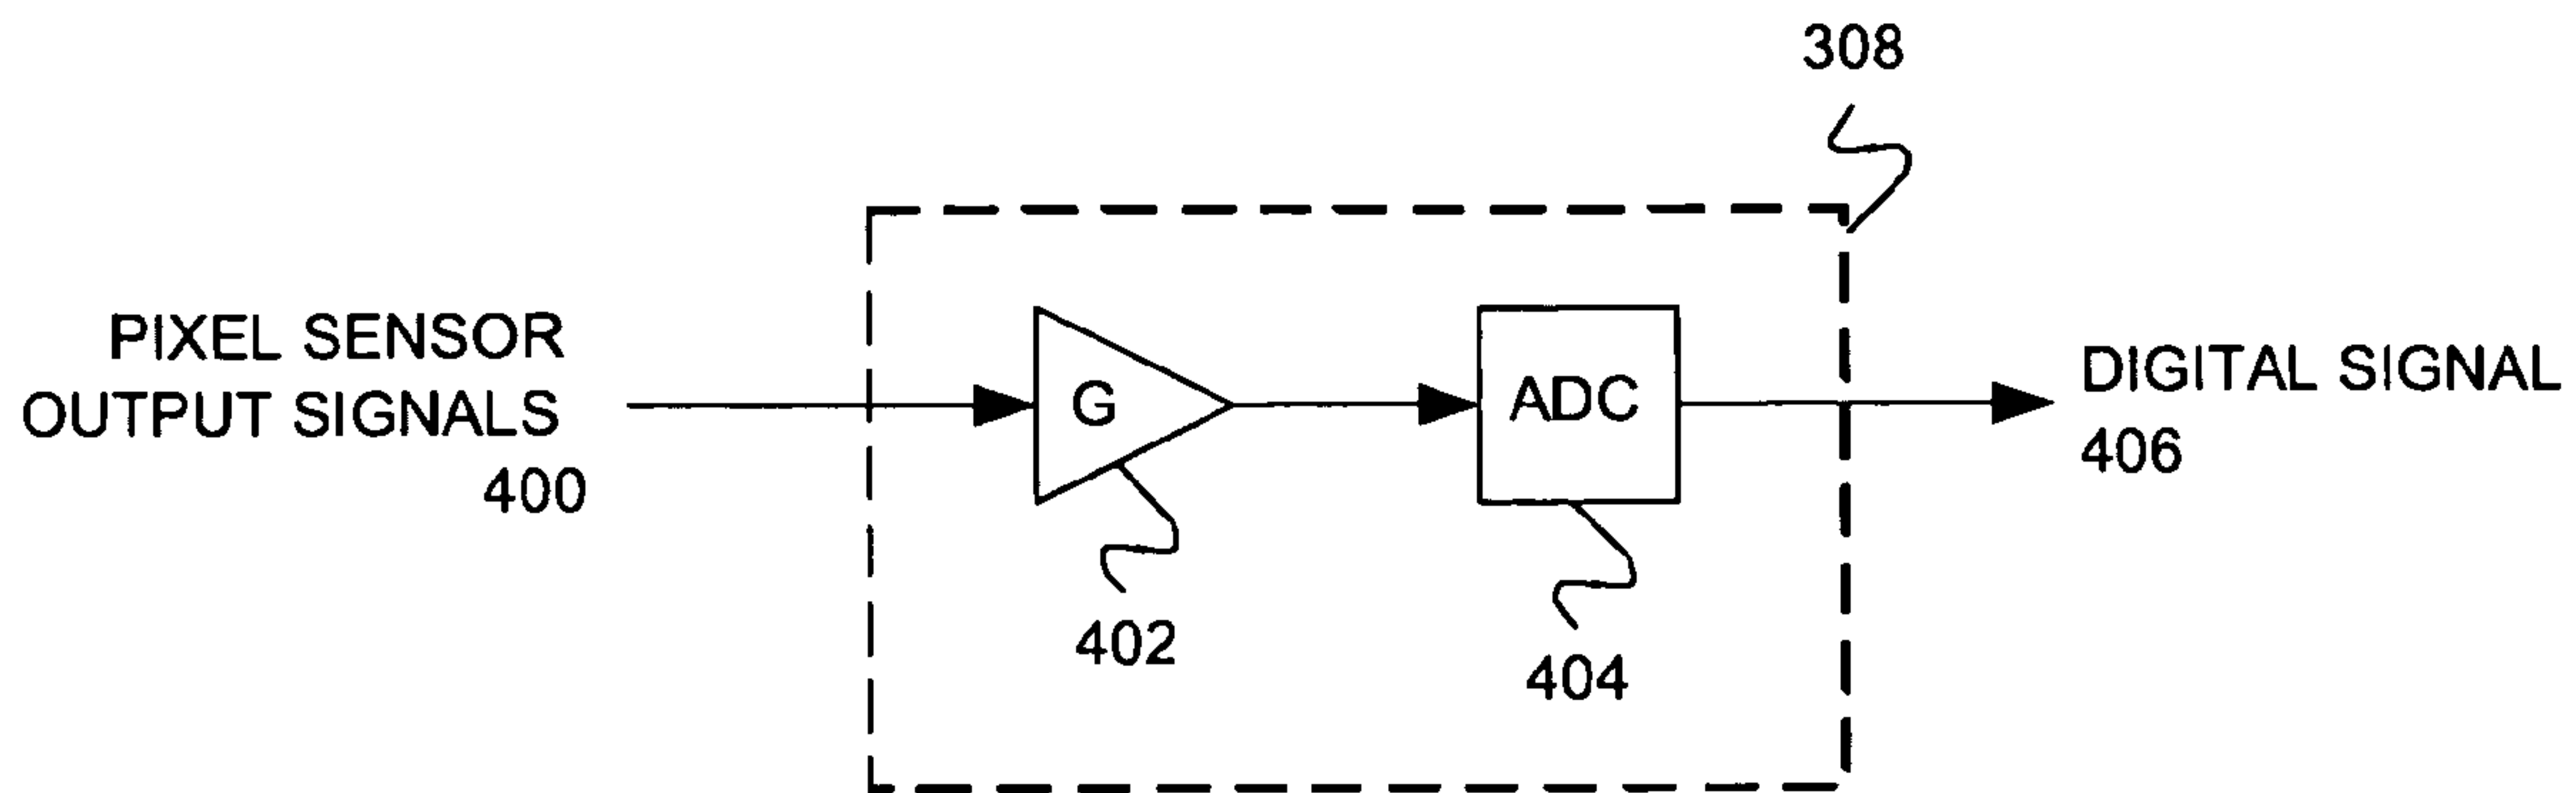 308
PIXEL SENSOR
OUTPUT SIGNALS
400
G
ADC
DIGITAL SIGNAL
406
402
404